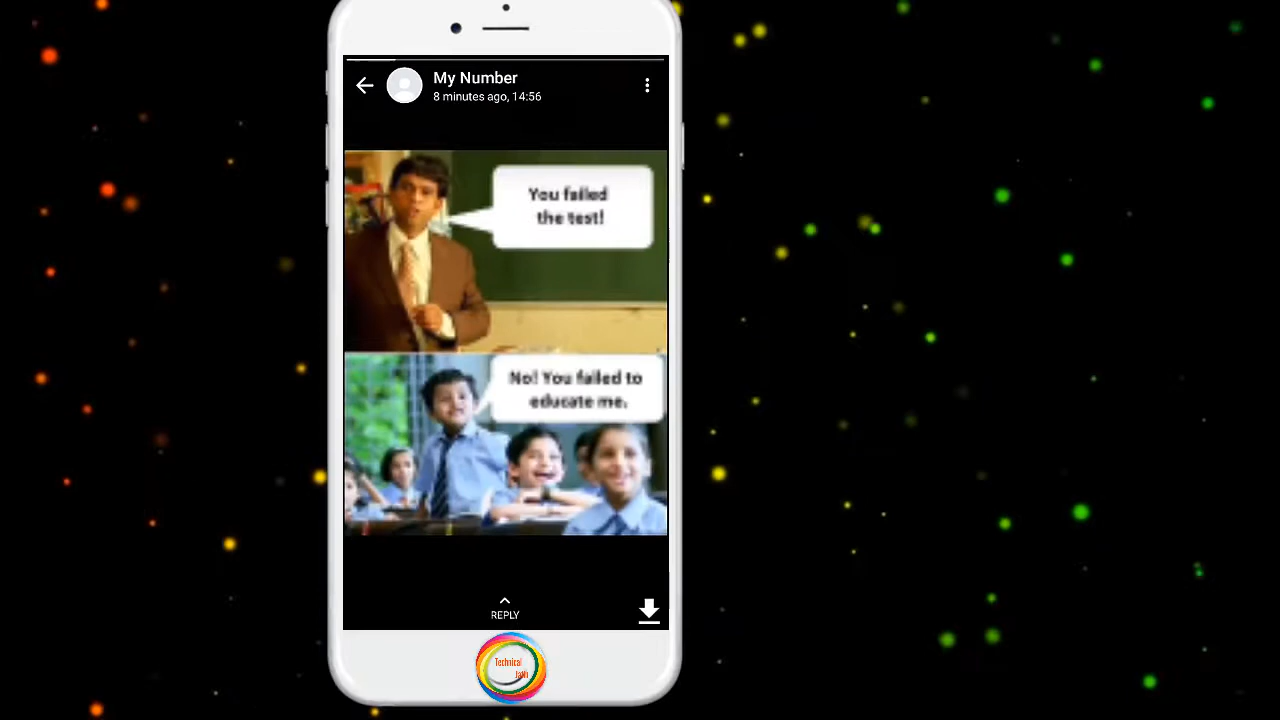 My Number
8 minutes ago, 14:56
You failed
the test!
No! You failed to
educate me.
REPLY
Technical